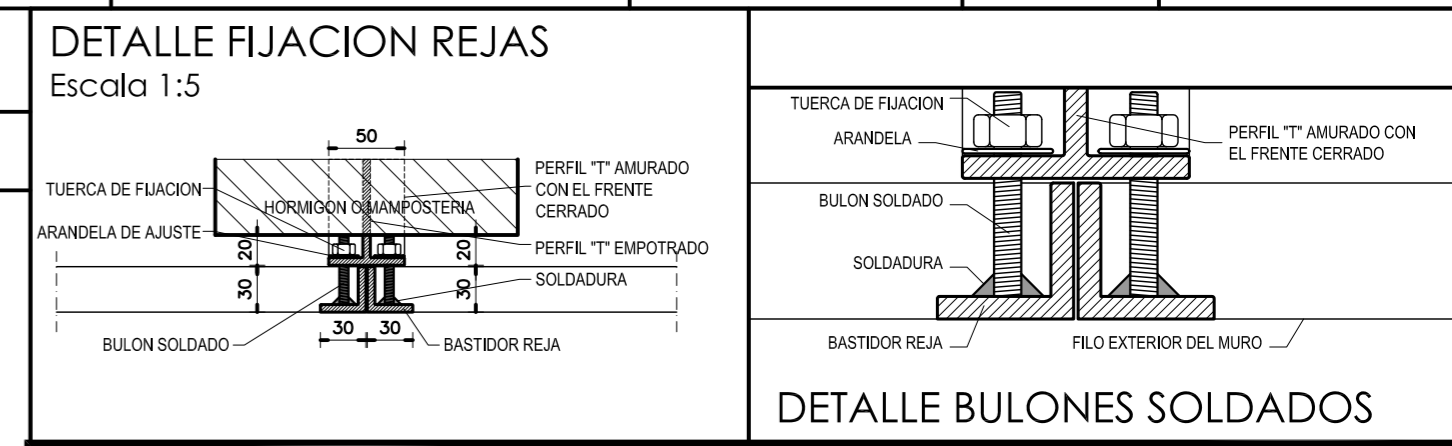 DETALLE FIJACION REJAS
Escala 1:5
50
TUERCA DE FIJACION
PERFIL "T" AMURADO
CON EL FRENTE
CERRADO
HORMIGON O MAMPOSTERIA
ARANDELA DE AJUSTE
20
20
PERFIL "T" EMPOTRADO
30
30
SOLDADURA
30
30
BULON SOLDADO
BASTIDOR REJA
TUERCA DE FIJACION
ARANDELA
PERFIL "T" AMURADO CON
EL FRENTE CERRADO
BULON SOLDADO
SOLDADURA
BASTIDOR REJA
FILO EXTERIOR DEL MURO
DETALLE BULONES SOLDADOS